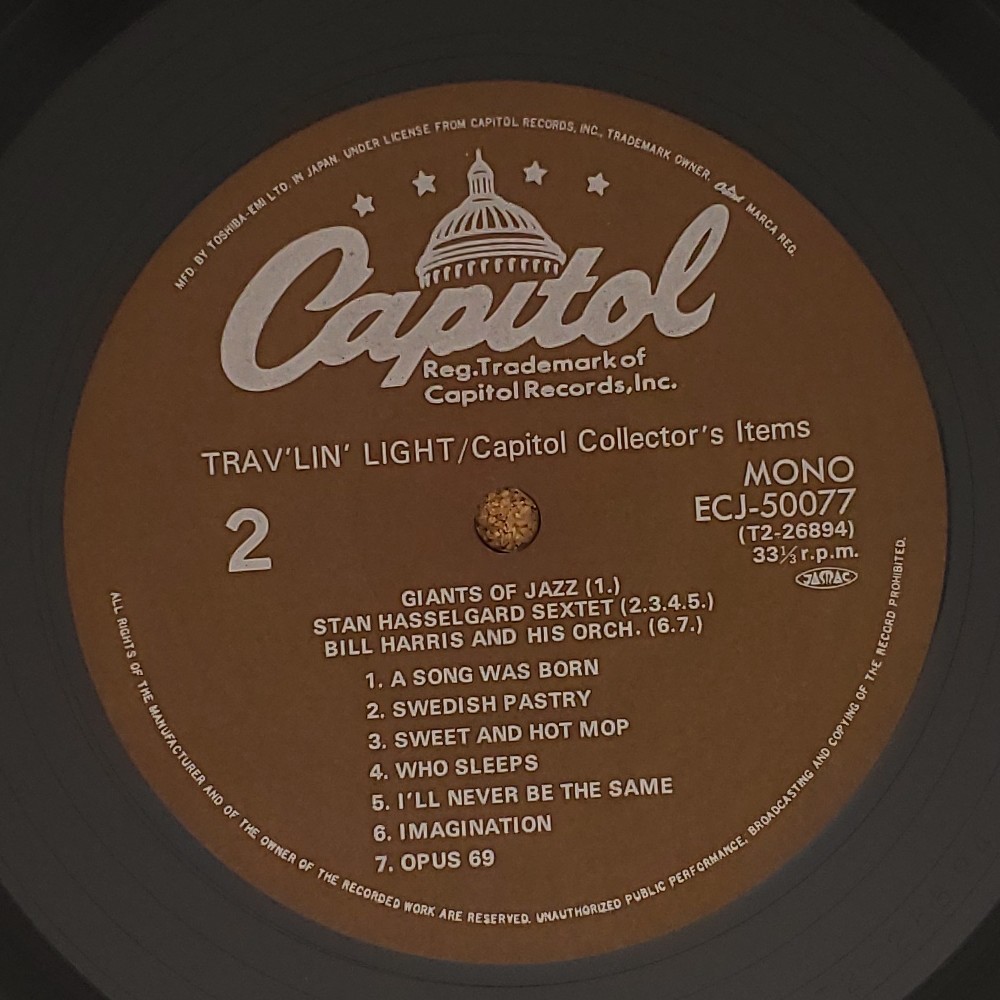 MFD. BY TOSHIBA-EMI LTD. IN JAPAN. UNDER LICENSE FROM CAPITOL RECORDS, INC., TRADEMARK OWNER. Capitol MARCA REG.
Capitol
Reg.Trademark of
Capitol Records, Inc.
TRAV'LIN' LIGHT/Capitol Collector's Items
2
MONO
ECJ-50077
(T2-26894)
33⅓ r.p.m.
JASRAC
GIANTS OF JAZZ (1.)
STAN HASSELGARD SEXTET (2.3.4.5.)
BILL HARRIS AND HIS ORCH. (6.7.)
1. A SONG WAS BORN
2. SWEDISH PASTRY
3. SWEET AND HOT MOP
4. WHO SLEEPS
5. I'LL NEVER BE THE SAME
6. IMAGINATION
7. OPUS 69
ALL RIGHTS OF THE MANUFACTURER AND OF THE OWNER OF THE RECORDED WORK ARE RESERVED. UNAUTHORIZED PUBLIC PERFORMANCE, BROADCASTING AND COPYING OF THE RECORD PROHIBITED.